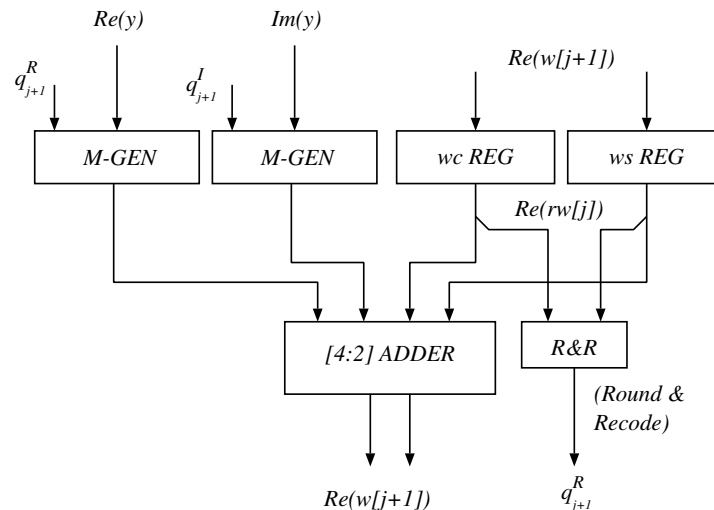 Re(y)
Im(y)
q^R_{j+1}
q^I_{j+1}
Re(w[j+1])
M-GEN
M-GEN
wc REG
ws REG
Re(rw[j])
[4:2] ADDER
R&R
(Round &
Recode)
Re(w[j+1])
q^R_{j+1}